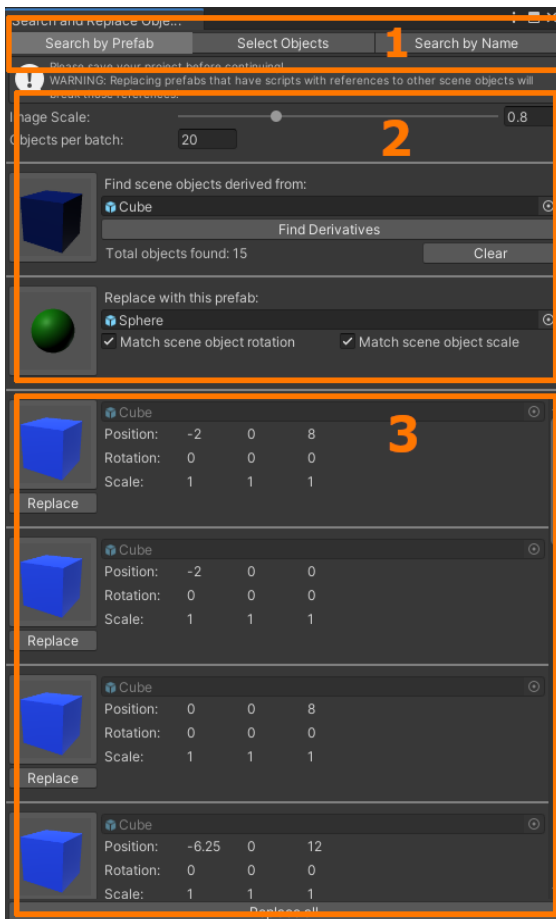 Search and Replace Obje...
Search by Prefab Select Objects Search by Name
1
Please save your project before continuing!
WARNING: Replacing prefabs that have scripts with references to other scene objects will
break those references.
Image Scale: 0.8
Objects per batch: 20
2
Find scene objects derived from:
Cube
Find Derivatives
Total objects found: 15 Clear
Replace with this prefab:
Sphere
Match scene object rotation Match scene object scale
3
Cube
Position: -2 0 8
Rotation: 0 0 0
Scale: 1 1 1
Replace
Cube
Position: -2 0 0
Rotation: 0 0 0
Scale: 1 1 1
Replace
Cube
Position: 0 0 8
Rotation: 0 0 0
Scale: 1 1 1
Replace
Cube
Position: -6.25 0 12
Rotation: 0 0 0
Scale: 1 1 1
Replace all